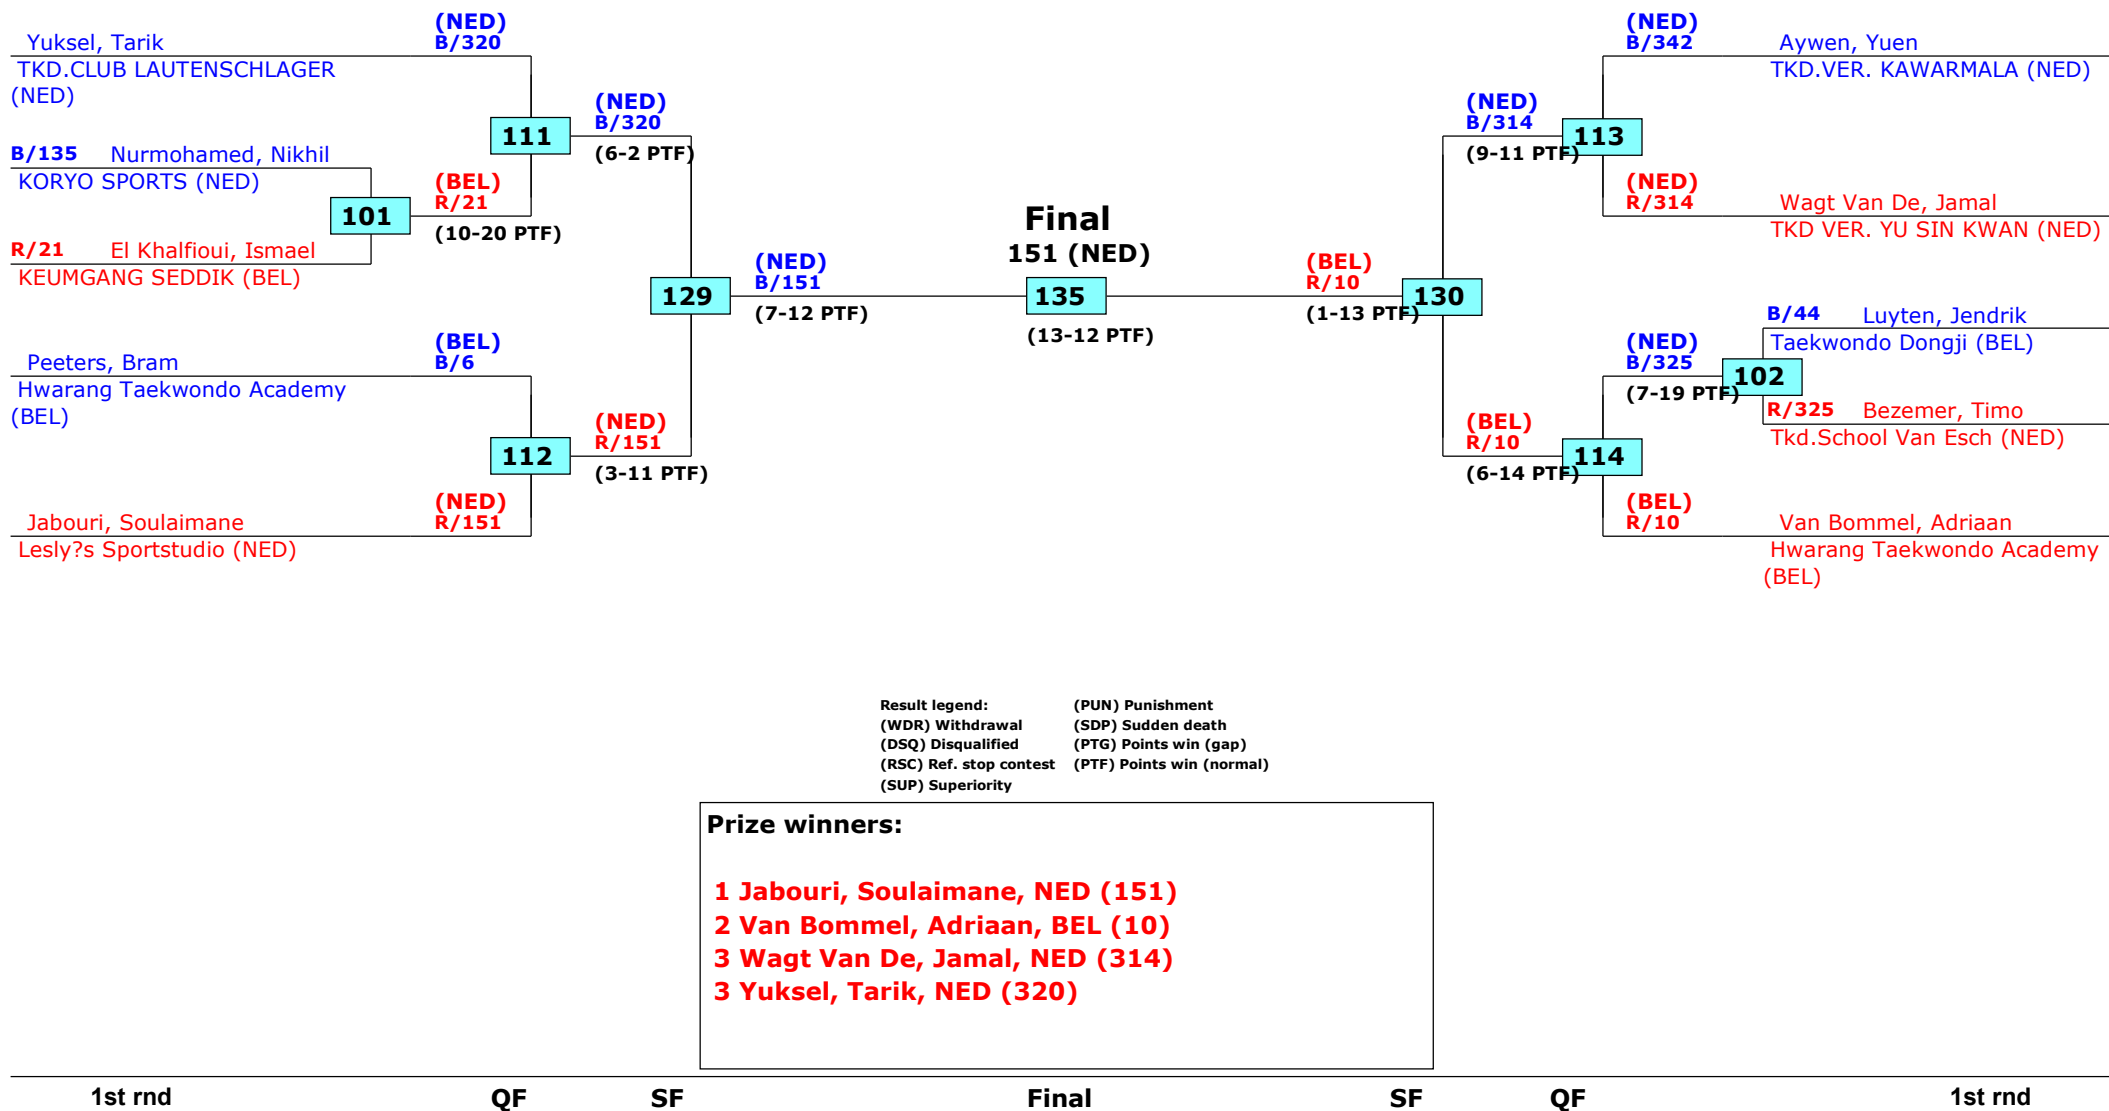 (NED)
B/320
Yuksel, Tarik
TKD.CLUB LAUTENSCHLAGER
(NED)
111
(NED)
B/320
(6-2 PTF)
B/135 Nurmohamed, Nikhil
KORYO SPORTS (NED)
101
(BEL)
R/21
(10-20 PTF)
R/21 El Khalfioui, Ismael
KEUMGANG SEDDIK (BEL)
129
(NED)
B/151
(7-12 PTF)
(BEL)
B/6
Peeters, Bram
Hwarang Taekwondo Academy
(BEL)
112
(NED)
R/151
(3-11 PTF)
(NED)
R/151
Jabouri, Soulaimane
Lesly?s Sportstudio (NED)
Final
151 (NED)
135
(13-12 PTF)
(BEL)
R/10
(1-13 PTF)
130
(NED)
B/314
(9-11 PTF)
113
(NED)
B/342
Aywen, Yuen
TKD.VER. KAWARMALA (NED)
(NED)
R/314
Wagt Van De, Jamal
TKD VER. YU SIN KWAN (NED)
B/44 Luyten, Jendrik
Taekwondo Dongji (BEL)
(NED)
B/325
(7-19 PTF)
102
R/325 Bezemer, Timo
Tkd.School Van Esch (NED)
(BEL)
R/10
(6-14 PTF)
114
(BEL)
R/10
Van Bommel, Adriaan
Hwarang Taekwondo Academy
(BEL)
Result legend: (PUN) Punishment
(WDR) Withdrawal (SDP) Sudden death
(DSQ) Disqualified (PTG) Points win (gap)
(RSC) Ref. stop contest (PTF) Points win (normal)
(SUP) Superiority
Prize winners:
1 Jabouri, Soulaimane, NED (151)
2 Van Bommel, Adriaan, BEL (10)
3 Wagt Van De, Jamal, NED (314)
3 Yuksel, Tarik, NED (320)
1st rnd QF SF Final SF QF 1st rnd